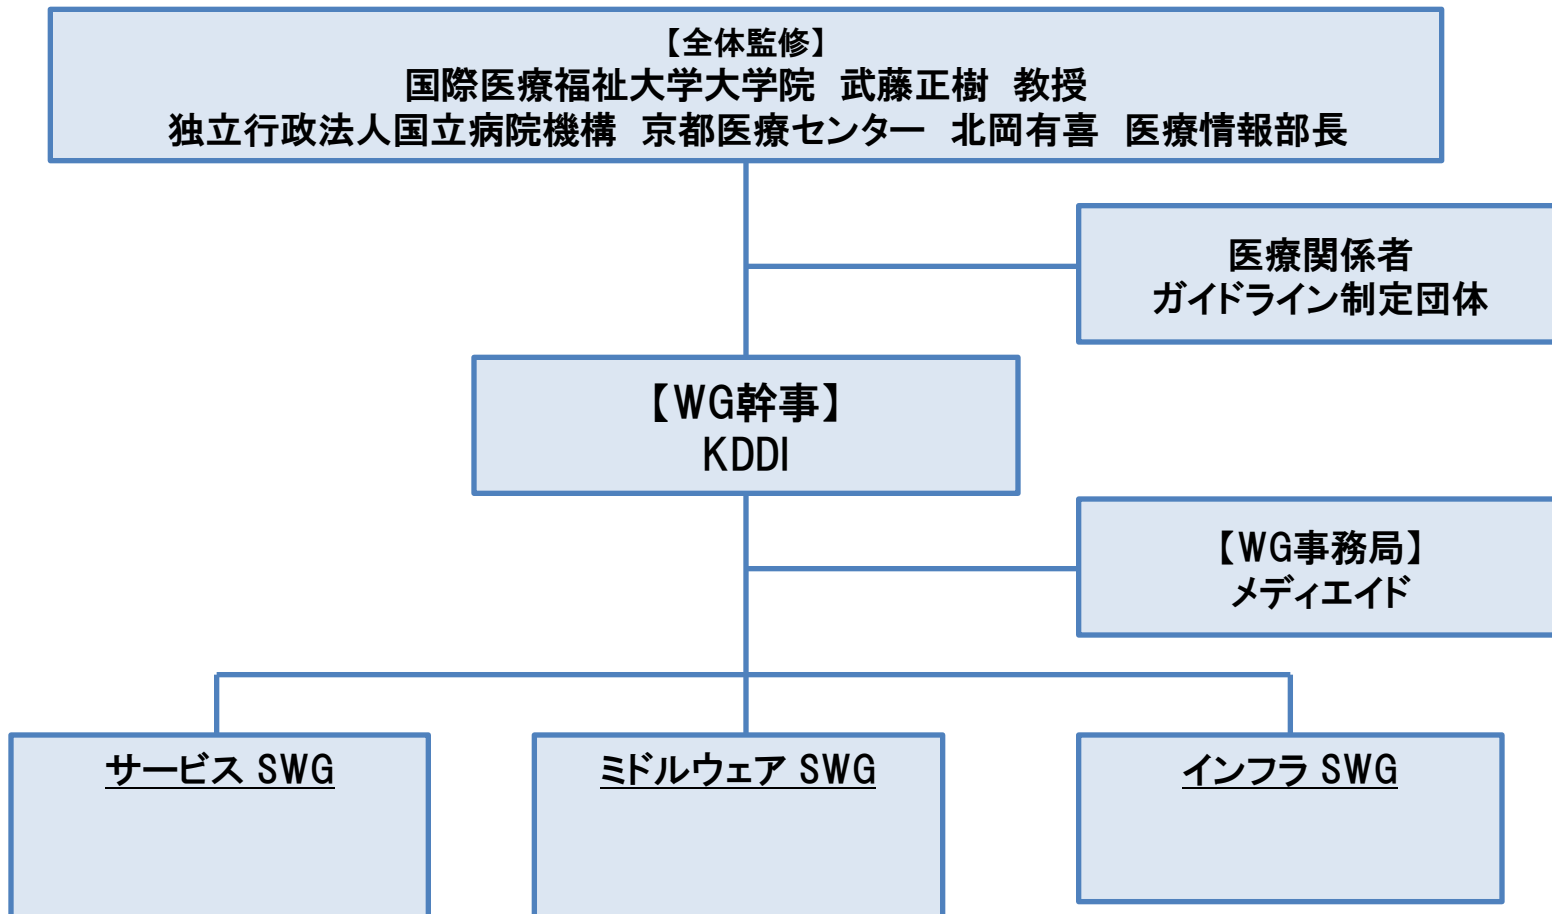 【全体監修】
国際医療福祉大学大学院　武藤正樹　教授
独立行政法人国立病院機構　京都医療センター　北岡有喜　医療情報部長
医療関係者
ガイドライン制定団体
【WG幹事】
KDDI
【WG事務局】
メディエイド
サービス SWG
ミドルウェア SWG
インフラ SWG